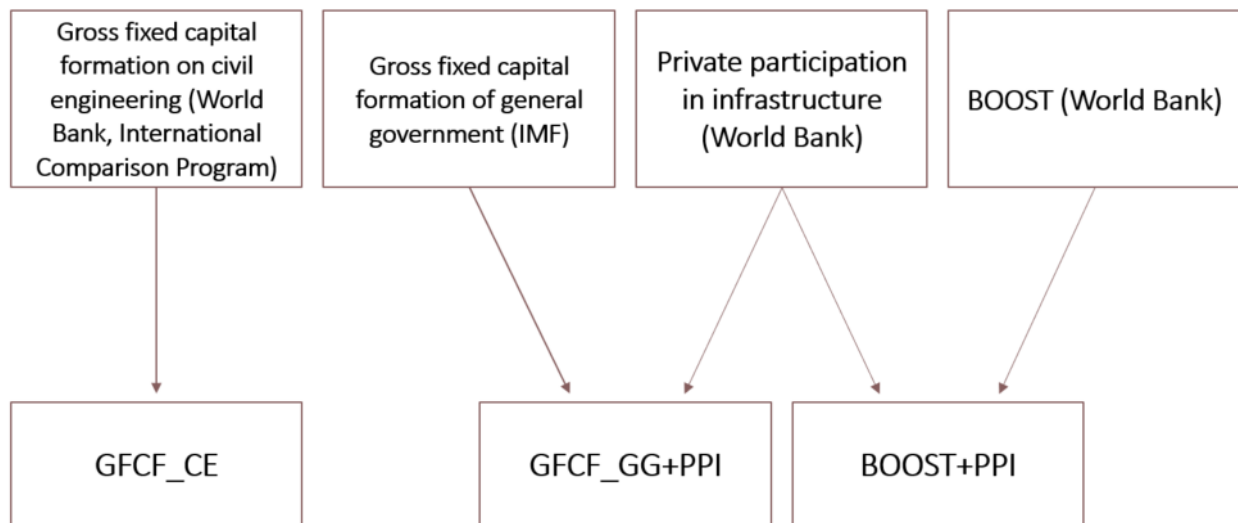 Gross fixed capital
formation on civil
engineering (World
Bank, International
Comparison Program)
Gross fixed capital
formation of general
government (IMF)
Private participation
in infrastructure
(World Bank)
BOOST (World Bank)
GFCF_CE
GFCF_GG+PPI
BOOST+PPI